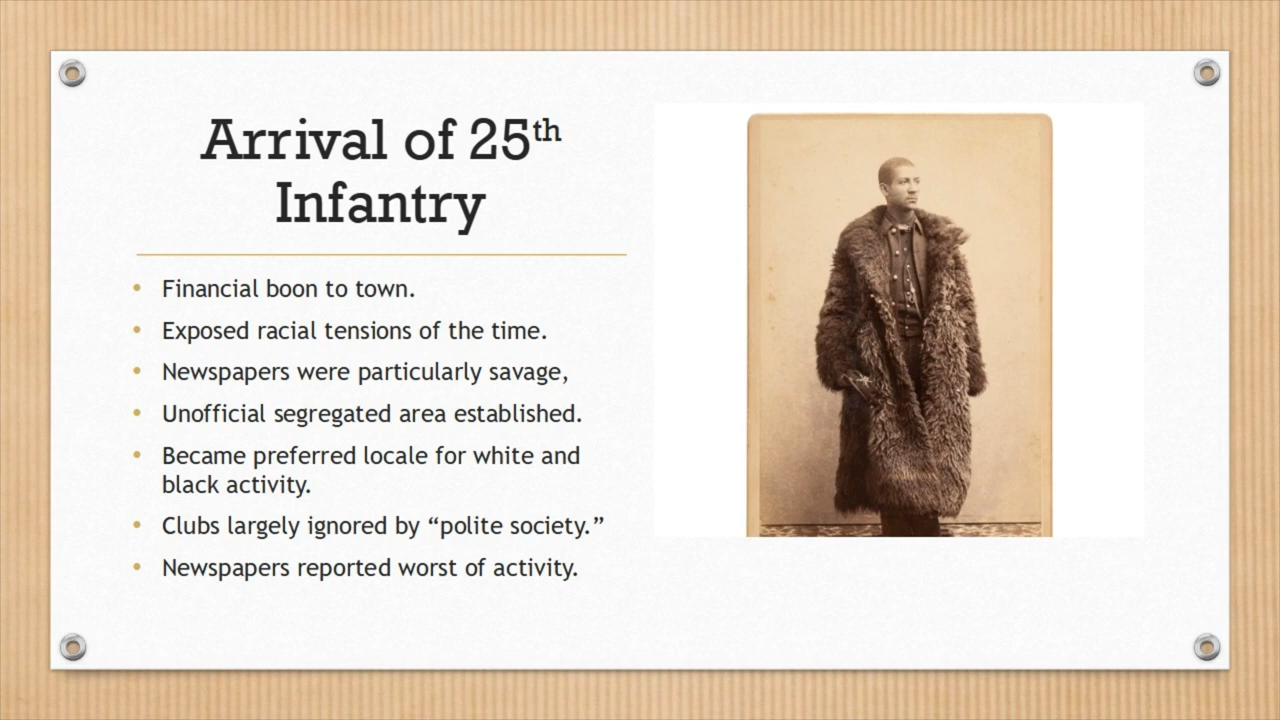 Arrival of 25th
Infantry
• Financial boon to town.
• Exposed racial tensions of the time.
• Newspapers were particularly savage,
• Unofficial segregated area established.
• Became preferred locale for white and
black activity.
• Clubs largely ignored by “polite society.”
• Newspapers reported worst of activity.